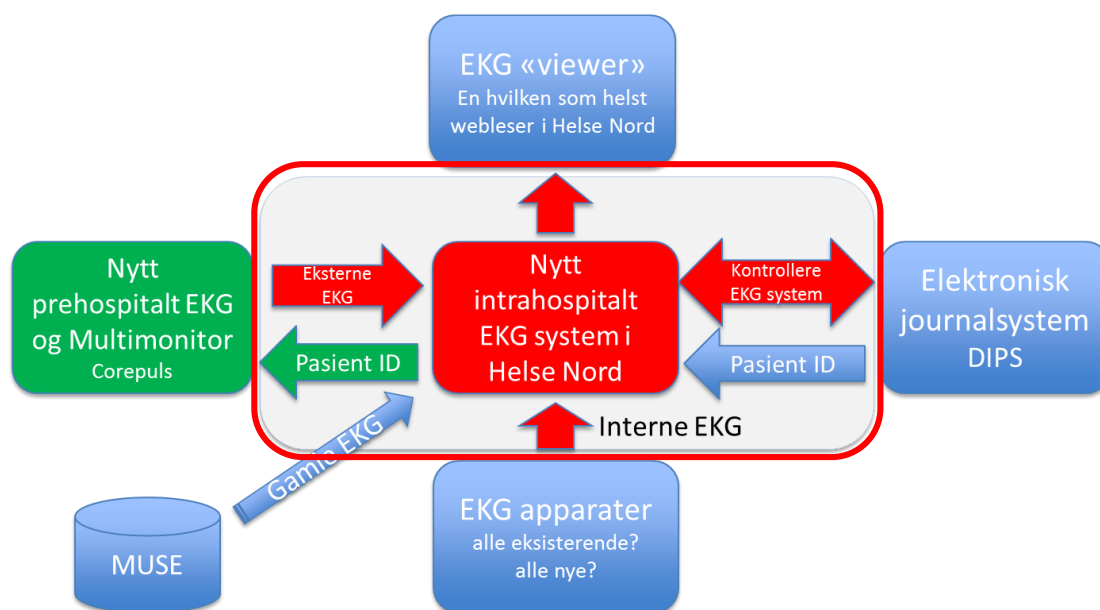 EKG «viewer»
En hvilken som helst
webleser i Helse Nord
Nytt
prehospitalt EKG
og Multimonitor
Corepuls
Eksterne
EKG
Pasient ID
Nytt
intrahospitalt
EKG system i
Helse Nord
Kontrollere
EKG system
Pasient ID
Elektronisk
journalsystem
DIPS
Interne EKG
Gamle EKG
MUSE
EKG apparater
alle eksisterende?
alle nye?